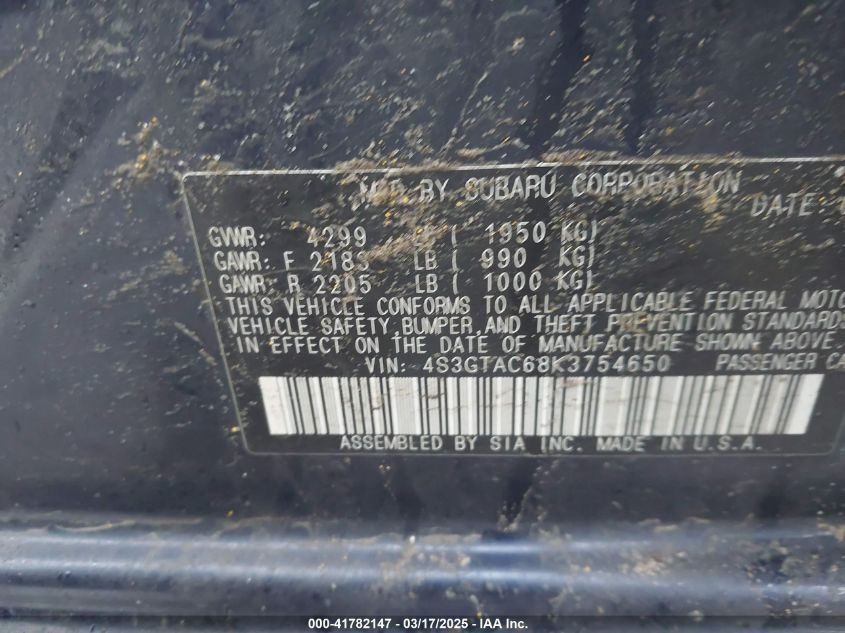 MFD BY SUBARU CORPORATION
DATE:
GVWR: 4299 LB ( 1950 KG)
GAWR: F 2183 LB ( 990 KG)
GAWR: R 2205 LB ( 1000 KG)
THIS VEHICLE CONFORMS TO ALL APPLICABLE FEDERAL MOTO
VEHICLE SAFETY, BUMPER, AND THEFT PREVENTION STANDARDS
IN EFFECT ON THE DATE OF MANUFACTURE SHOWN ABOVE
VIN: 4S3GTAC68K3754650 PASSENGER CA
ASSEMBLED BY SIA INC. MADE IN U.S.A.
000-41782147 - 03/17/2025 - IAA Inc.